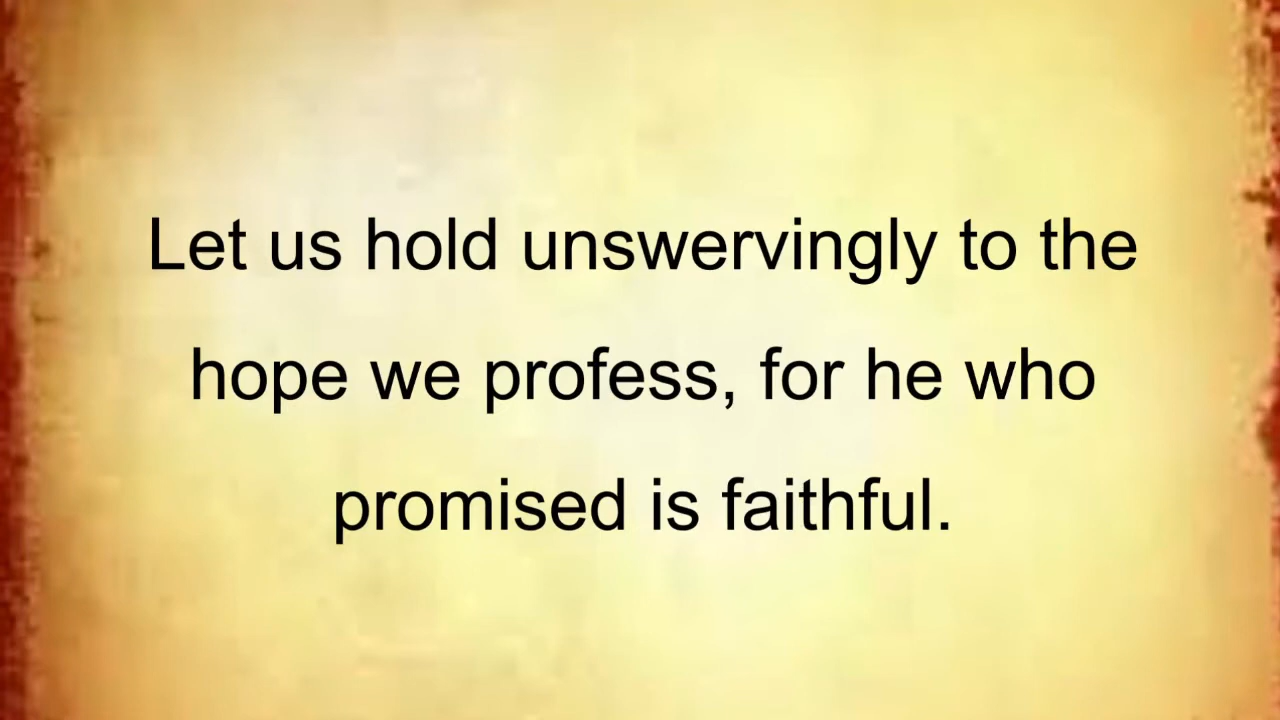 Let us hold unswervingly to the
hope we profess, for he who
promised is faithful.